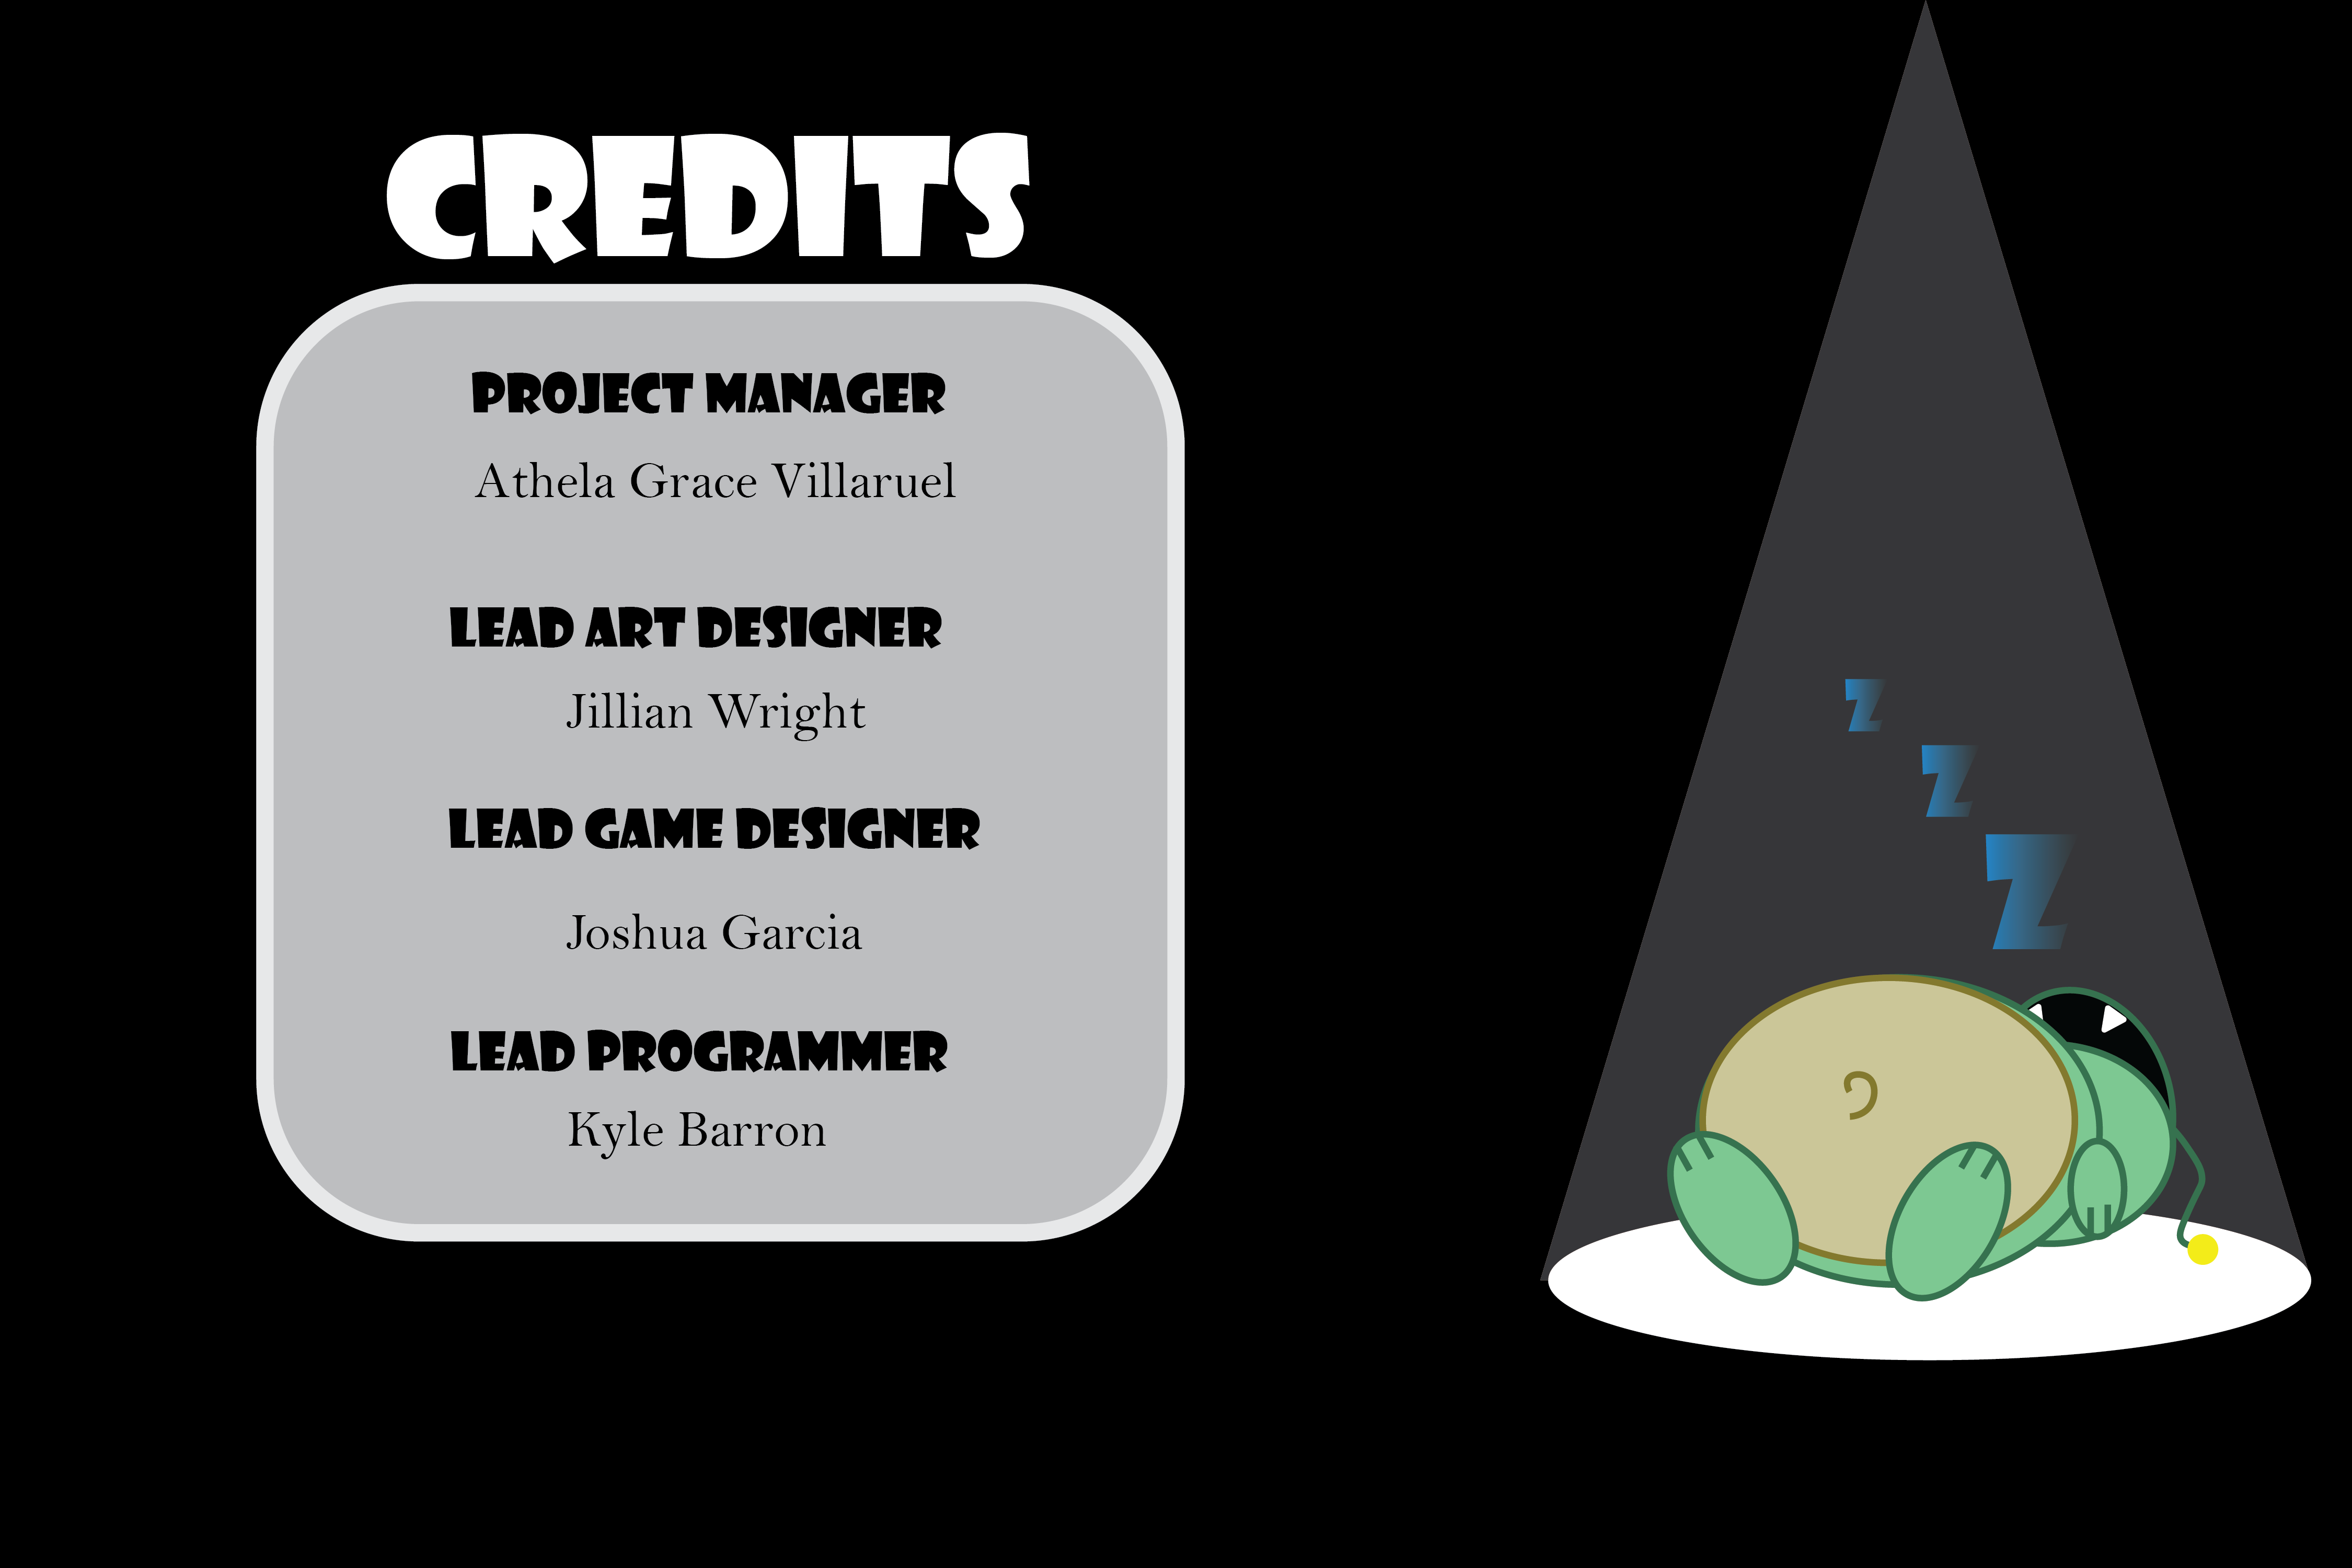 CREDITS
PROJECT MANAGER
Athela Grace Villaruel
LEAD ART DESIGNER
Jillian Wright
LEAD GAME DESIGNER
Joshua Garcia
LEAD PROGRAMMER
Kyle Barron
Z
Z
Z